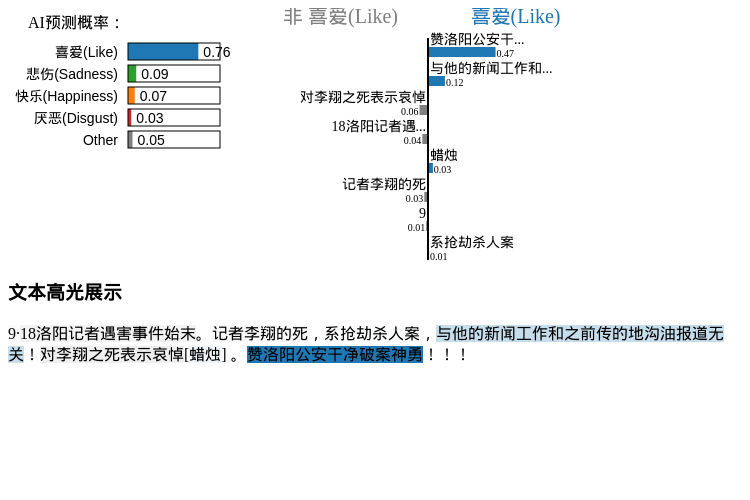 AI预测概率：
喜爱(Like) 0.76
悲伤(Sadness) 0.09
快乐(Happiness) 0.07
厌恶(Disgust) 0.03
Other 0.05
非 喜爱(Like) 喜爱(Like)
赞洛阳公安干...
0.47
与他的新闻工作和...
0.12
对李翔之死表示哀悼
0.06
18洛阳记者遇...
0.04
蜡烛
0.03
记者李翔的死
0.03
9
0.01
系抢劫杀人案
0.01
文本高光展示
9·18洛阳记者遇害事件始末。记者李翔的死，系抢劫杀人案，与他的新闻工作和之前传的地沟油报道无
关！对李翔之死表示哀悼[蜡烛] 。赞洛阳公安干净破案神勇！！！